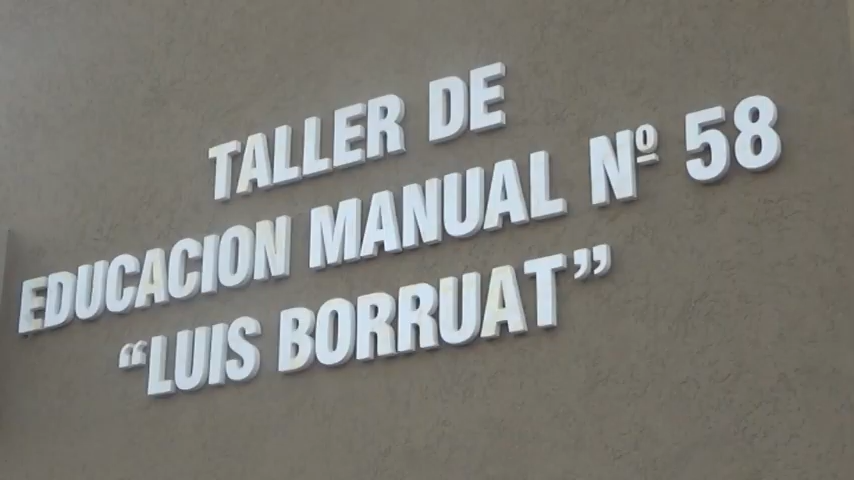 TALLER DE
EDUCACION MANUAL Nº 58
“LUIS BORRUAT”